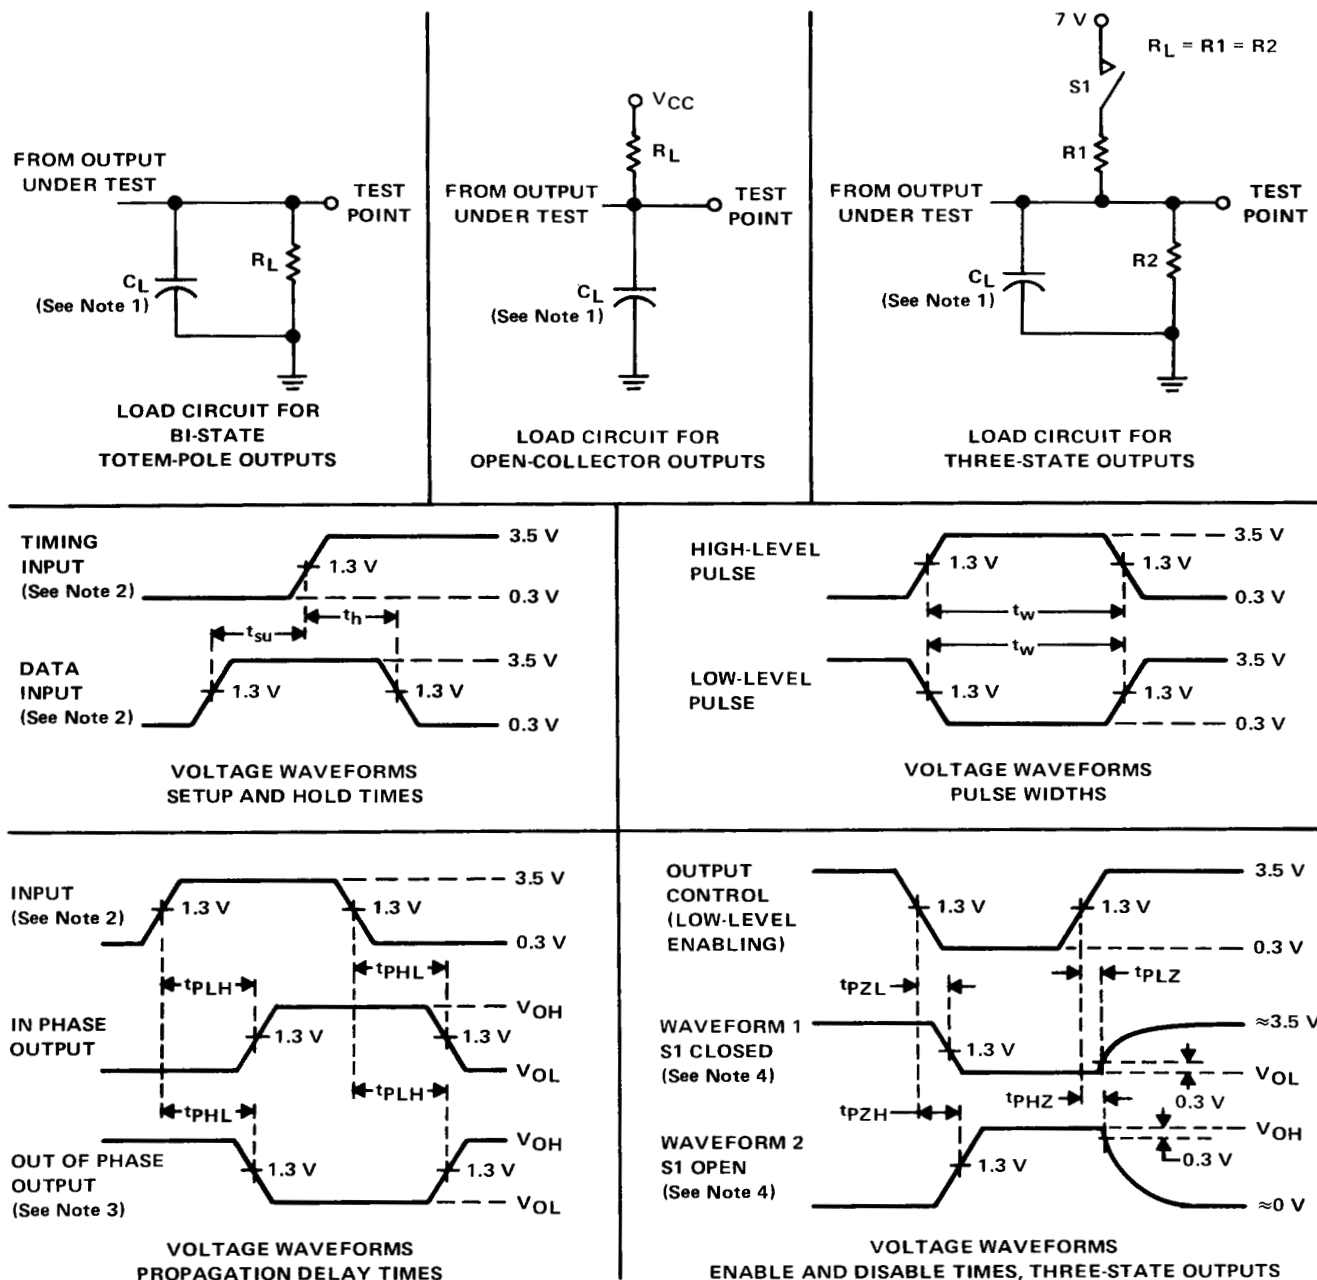 FROM OUTPUT
UNDER TEST
TEST
POINT
RL
CL
(See Note 1)
LOAD CIRCUIT FOR
BI-STATE
TOTEM-POLE OUTPUTS
VCC
RL
FROM OUTPUT
UNDER TEST
TEST
POINT
CL
(See Note 1)
LOAD CIRCUIT FOR
OPEN-COLLECTOR OUTPUTS
7 V
RL = R1 = R2
S1
R1
FROM OUTPUT
UNDER TEST
TEST
POINT
R2
CL
(See Note 1)
LOAD CIRCUIT FOR
THREE-STATE OUTPUTS
TIMING
INPUT
(See Note 2)
3.5 V
1.3 V
0.3 V
th
tsu
DATA
INPUT
(See Note 2)
3.5 V
1.3 V
1.3 V
0.3 V
VOLTAGE WAVEFORMS
SETUP AND HOLD TIMES
HIGH-LEVEL
PULSE
3.5 V
1.3 V
1.3 V
0.3 V
tw
tw
LOW-LEVEL
PULSE
3.5 V
1.3 V
1.3 V
0.3 V
VOLTAGE WAVEFORMS
PULSE WIDTHS
INPUT
(See Note 2)
3.5 V
1.3 V
1.3 V
0.3 V
tPLH
tPHL
IN PHASE
OUTPUT
VOH
1.3 V
1.3 V
VOL
tPHL
tPLH
OUT OF PHASE
OUTPUT
(See Note 3)
VOH
1.3 V
1.3 V
VOL
VOLTAGE WAVEFORMS
PROPAGATION DELAY TIMES
OUTPUT
CONTROL
(LOW-LEVEL
ENABLING)
3.5 V
1.3 V
1.3 V
0.3 V
tPZL
tPLZ
WAVEFORM 1
S1 CLOSED
(See Note 4)
≈3.5 V
1.3 V
VOL
0.3 V
tPZH
tPHZ
WAVEFORM 2
S1 OPEN
(See Note 4)
VOH
0.3 V
1.3 V
≈0 V
VOLTAGE WAVEFORMS
ENABLE AND DISABLE TIMES, THREE-STATE OUTPUTS